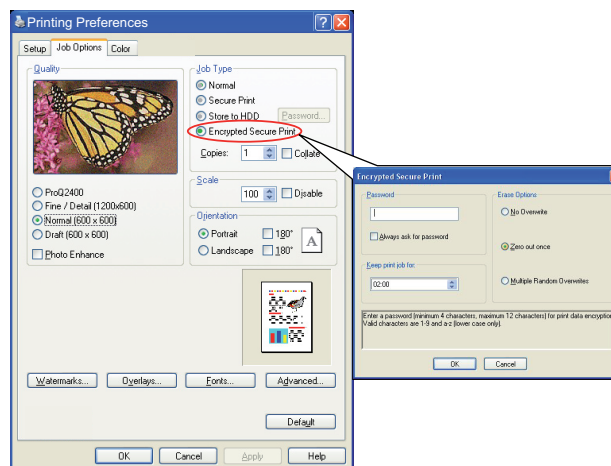 Printing Preferences
Setup
Job Options
Color
Quality
ProQ2400
Fine / Detail (1200x600)
Normal (600 x 600)
Draft (600 x 600)
Photo Enhance
Job Type
Normal
Secure Print
Store to HDD
Password...
Encrypted Secure Print
Copies: 1
Collate
Scale
100
Disable
Orientation
Portrait
180°
Landscape
180°
A
Watermarks...
Overlays...
Fonts...
Advanced...
Default
OK
Cancel
Apply
Help
Encrypted Secure Print
Password
Always ask for password
Keep print job for:
02:00
Erase Options
No Overwrite
Zero out once
Multiple Random Overwrites
Enter a password (minimum 4 characters, maximum 12 characters) for print data encryption.
Valid characters are 1-9 and a-z (lower case only).
OK
Cancel